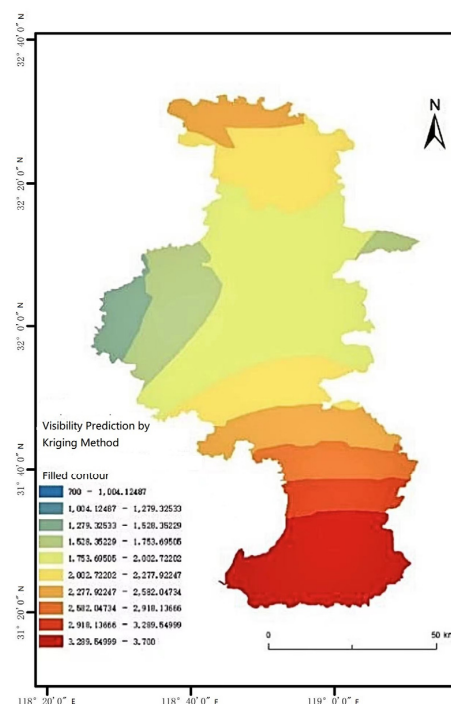 32° 40′ 0″ N
N
32° 20′ 0″ N
32° 0′ 0″ N
Visibility Prediction by
Kriging Method
31° 40′ 0″ N
Filled contour
700 - 1,004.12487
1,004.12487 - 1,279.32533
1,279.32533 - 1,528.35229
1,528.35229 - 1,753.69505
1,753.69505 - 2,002.72202
2,002.72202 - 2,277.92247
2,277.92247 - 2,582.04734
2,582.04734 - 2,918.13666
2,918.13666 - 3,289.54999
3,289.54999 - 3,700
31° 20′ 0″ N
0 50 km
118° 20′ 0″ E 118° 40′ 0″ E 119° 0′ 0″ E